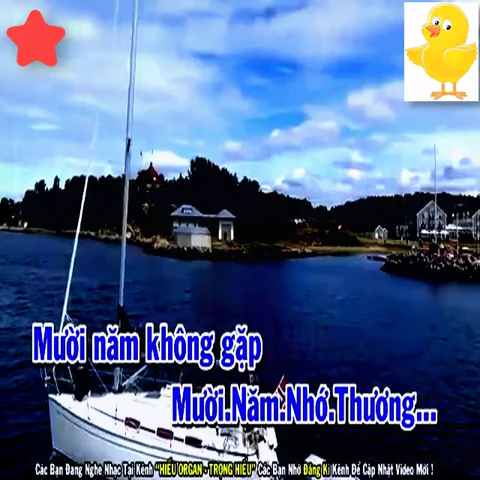 Mười năm không gặp
Mười.Năm.Nhớ.Thương...
Các Bạn Đang Nghe Nhạc Tại Kênh "HIẾU ORGAN - TRỌNG HIẾU" Các Bạn Nhớ Đăng Kí Kênh Để Cập Nhật Video Mới !